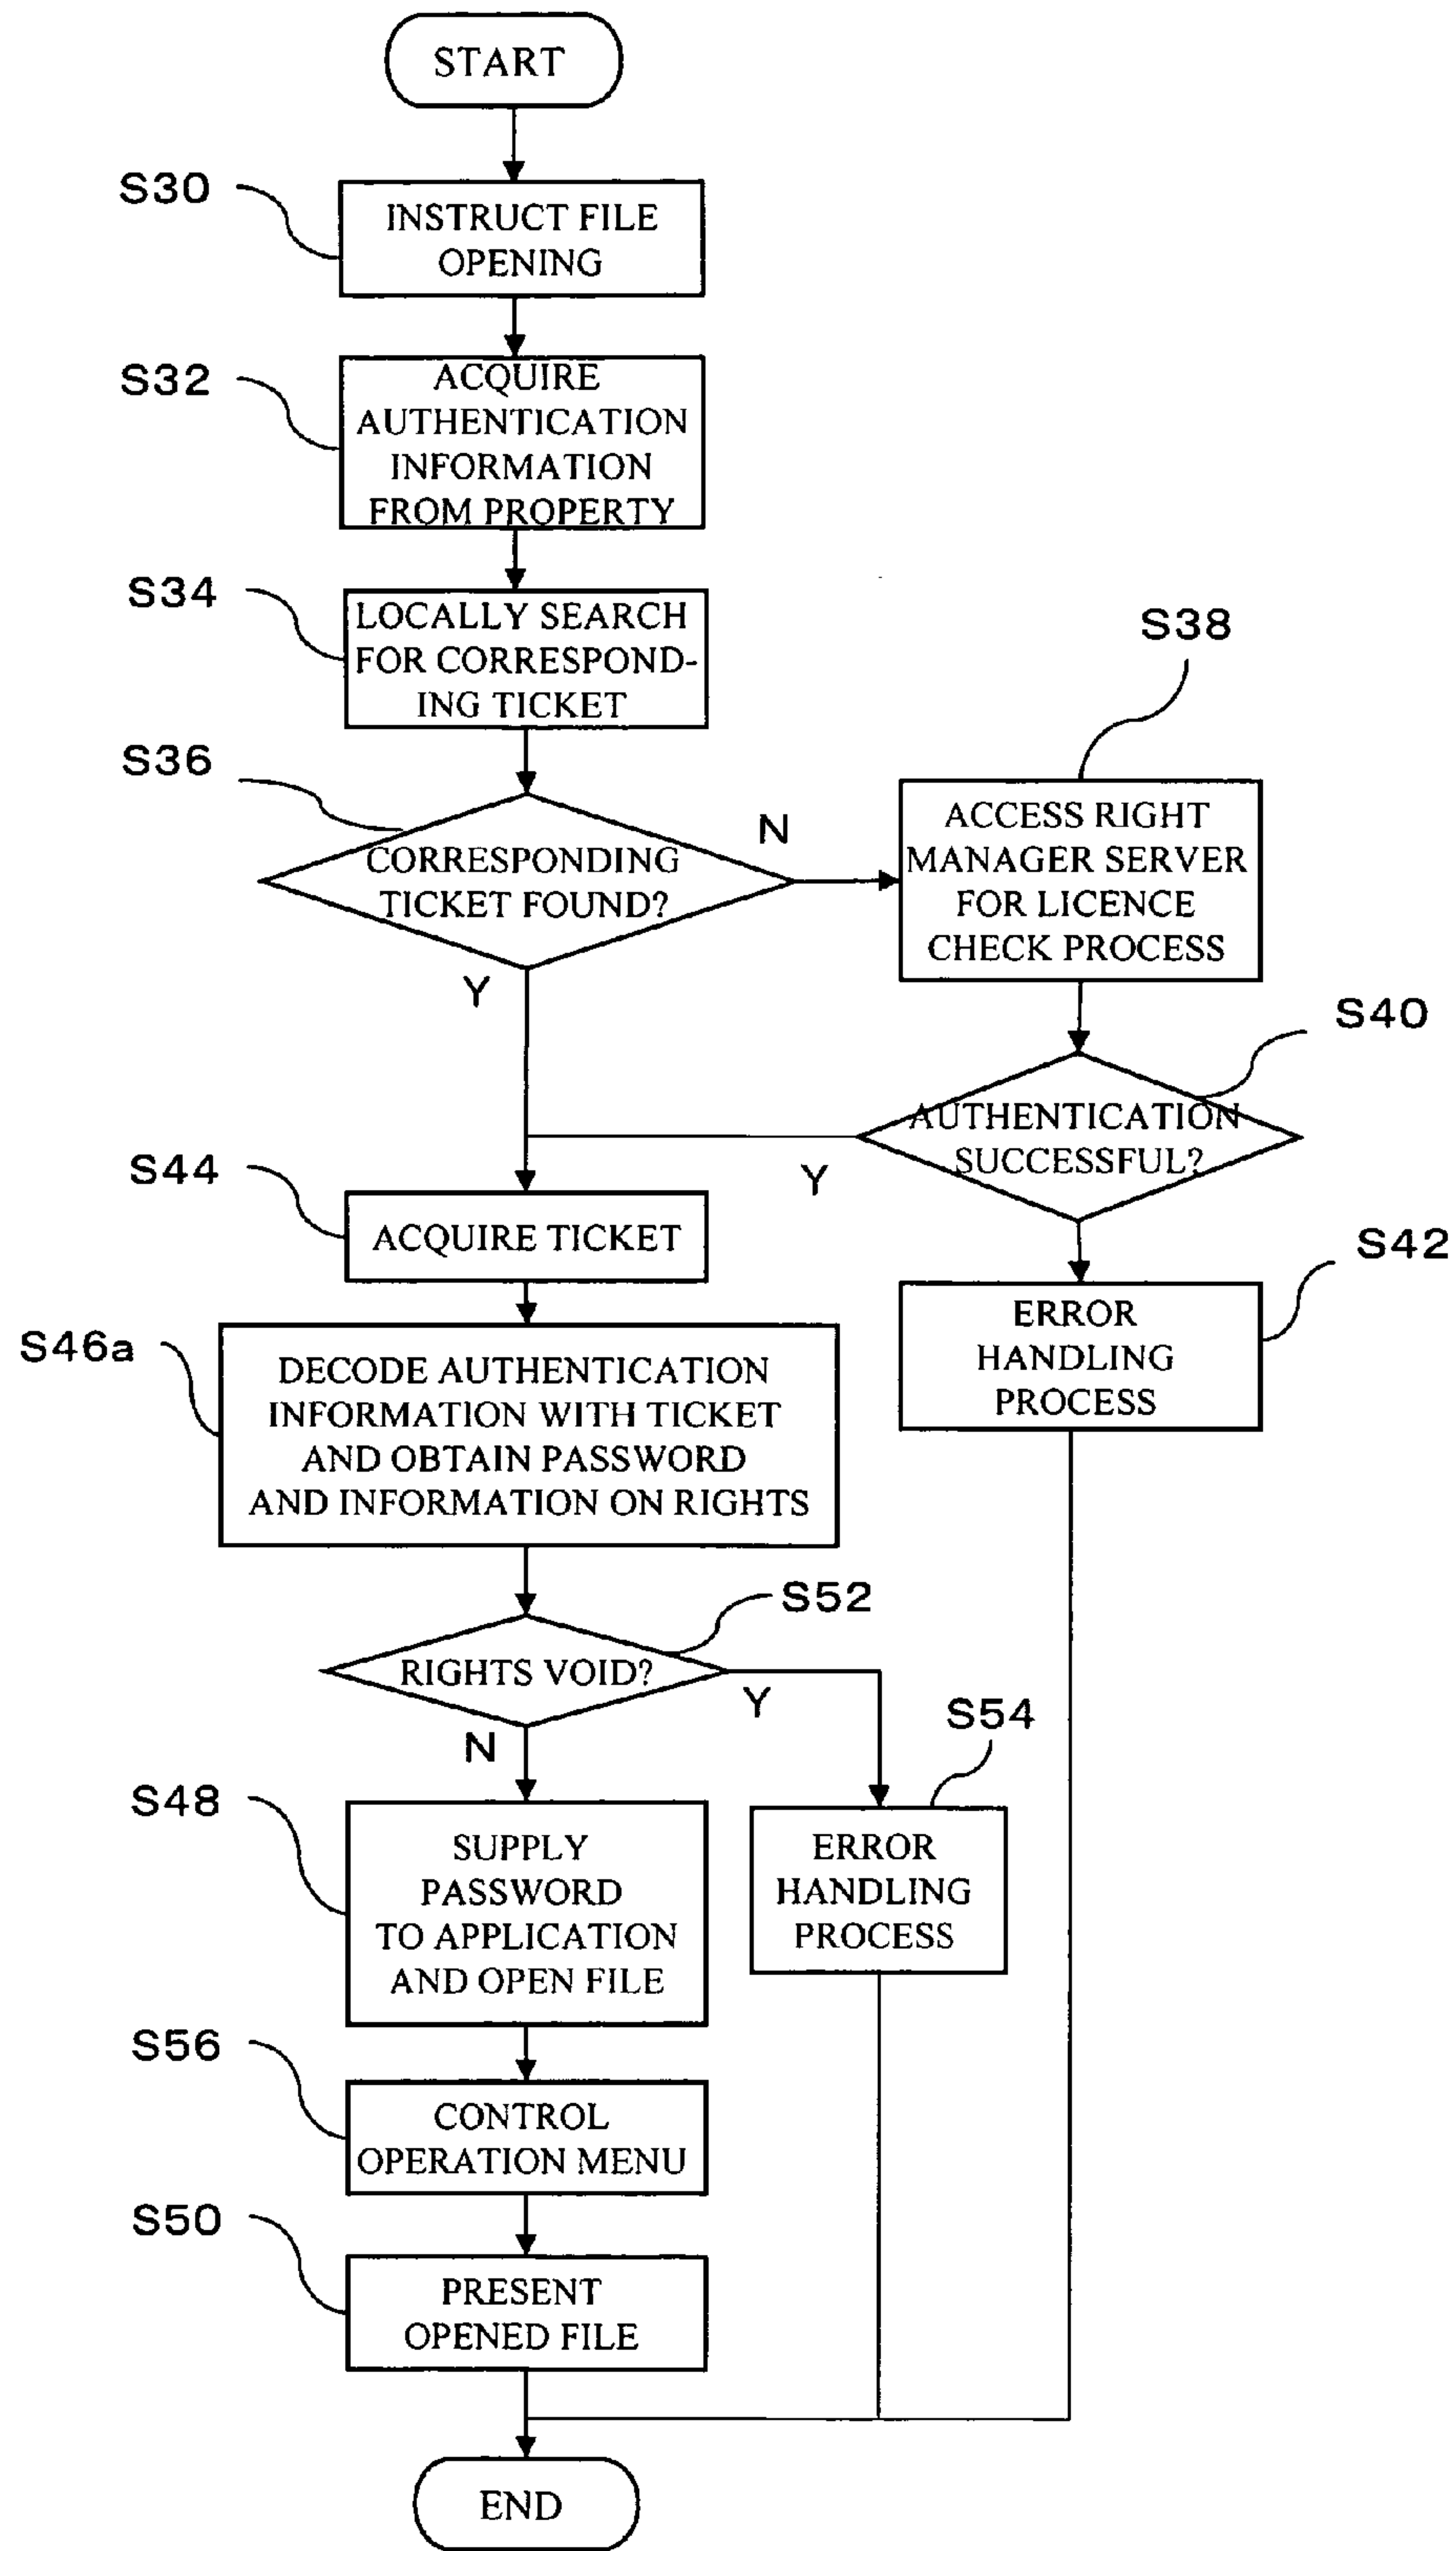 START
S30
INSTRUCT FILE
OPENING
S32
ACQUIRE
AUTHENTICATION
INFORMATION
FROM PROPERTY
S34
LOCALLY SEARCH
FOR CORRESPOND-
ING TICKET
S36
CORRESPONDING
TICKET FOUND?
N
Y
S38
ACCESS RIGHT
MANAGER SERVER
FOR LICENCE
CHECK PROCESS
S40
AUTHENTICATION
SUCCESSFUL?
Y
S42
ERROR
HANDLING
PROCESS
S44
ACQUIRE TICKET
S46a
DECODE AUTHENTICATION
INFORMATION WITH TICKET
AND OBTAIN PASSWORD
AND INFORMATION ON RIGHTS
S52
RIGHTS VOID?
Y
N
S54
ERROR
HANDLING
PROCESS
S48
SUPPLY
PASSWORD
TO APPLICATION
AND OPEN FILE
S56
CONTROL
OPERATION MENU
S50
PRESENT
OPENED FILE
END